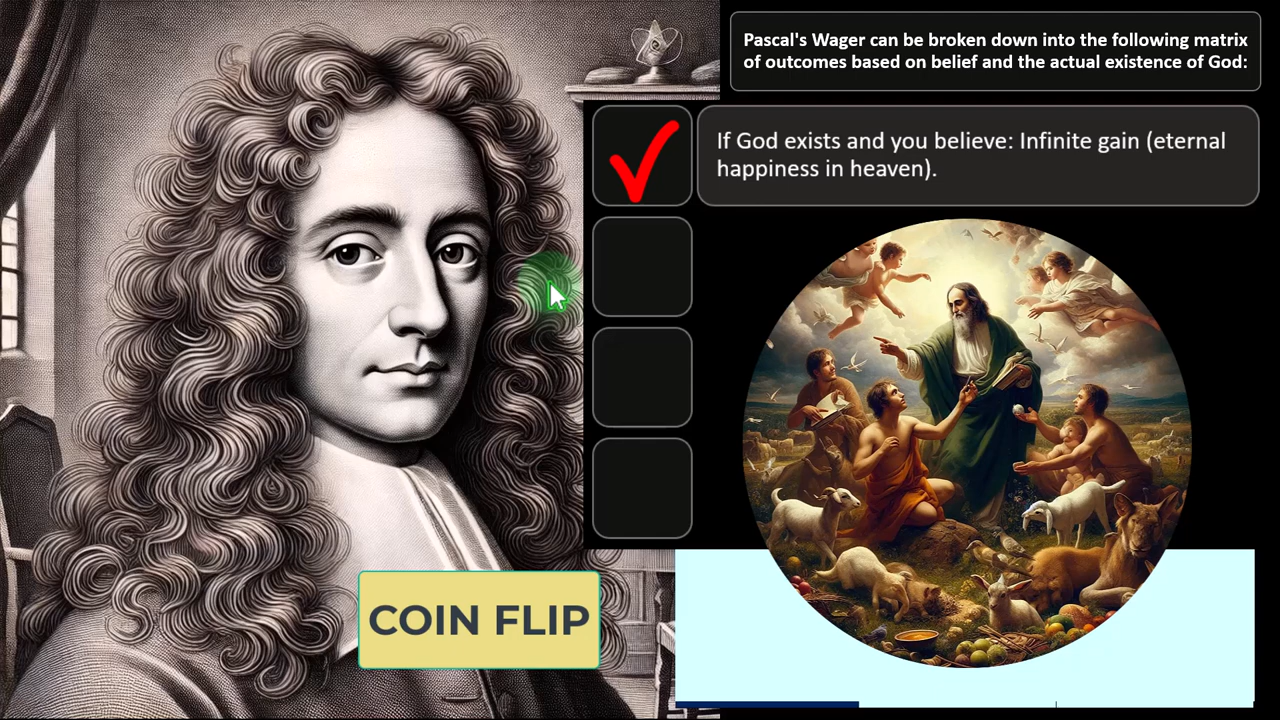 Pascal's Wager can be broken down into the following matrix
of outcomes based on belief and the actual existence of God:
If God exists and you believe: Infinite gain (eternal
happiness in heaven).
COIN FLIP